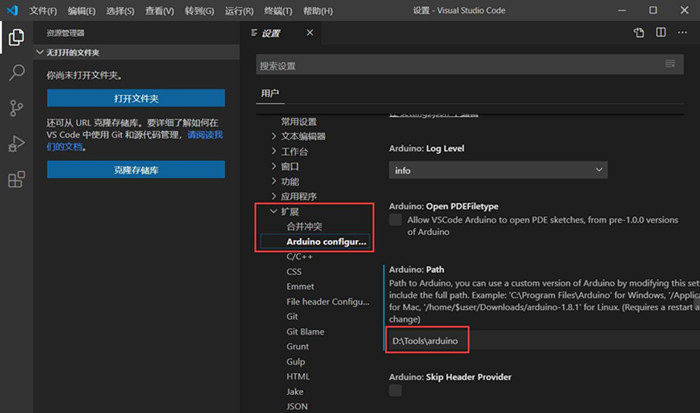 文件(F) 编辑(E) 选择(S) 查看(V) 转到(G) 运行(R) 终端(T) 帮助(H) 设置 - Visual Studio Code
资源管理器
无打开的文件夹
你尚未打开文件夹。
打开文件夹
还可从 URL 克隆存储库。要详细了解如何在
VS Code 中使用 Git 和源代码管理，请阅读我
们的文档。
克隆存储库
设置
搜索设置
用户
常用设置
文本编辑器
工作台
窗口
功能
应用程序
扩展
合并冲突
Arduino configur...
C/C++
CSS
Emmet
File header Configu...
Git
Git Blame
Grunt
Gulp
HTML
Jake
JSON
Arduino: Log Level
info
Arduino: Open PDEFiletype
Allow VSCode Arduino to open PDE sketches, from pre-1.0.0 versions
of Arduino
Arduino: Path
Path to Arduino, you can use a custom version of Arduino by modifying this set
include the full path. Example: 'C:\Program Files\Arduino' for Windows, '/Applic
for Mac, '/home/$user/Downloads/arduino-1.8.1' for Linux. (Requires a restart a
change)
D:\Tools\arduino
Arduino: Skip Header Provider